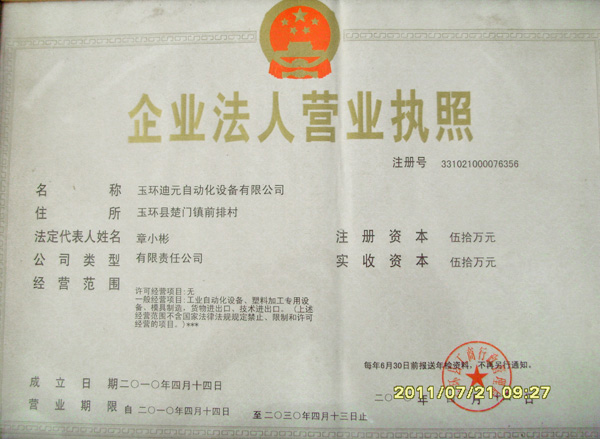 企业法人营业执照
注册号 331021000076356
名称 玉环迪元自动化设备有限公司
住所 玉环县楚门镇前排村
法定代表人姓名 章小彬
注册资本 伍拾万元
公司类型 有限责任公司
实收资本 伍拾万元
经营范围
许可经营项目:无
一般经营项目:工业自动化设备、塑料加工专用设
备、模具制造，货物进出口、技术进出口。（上述
经营范围不含国家法律法规规定禁止、限制和许可
经营的项目。）***
每年6月30日前报送年检资料，不再另行通知。
成立日期 二〇一〇年四月十四日
二〇 年 月十 日
2011/07/21 09:27
营业期限 自 二〇一〇年四月十四日 至 二〇三〇年四月十三日止